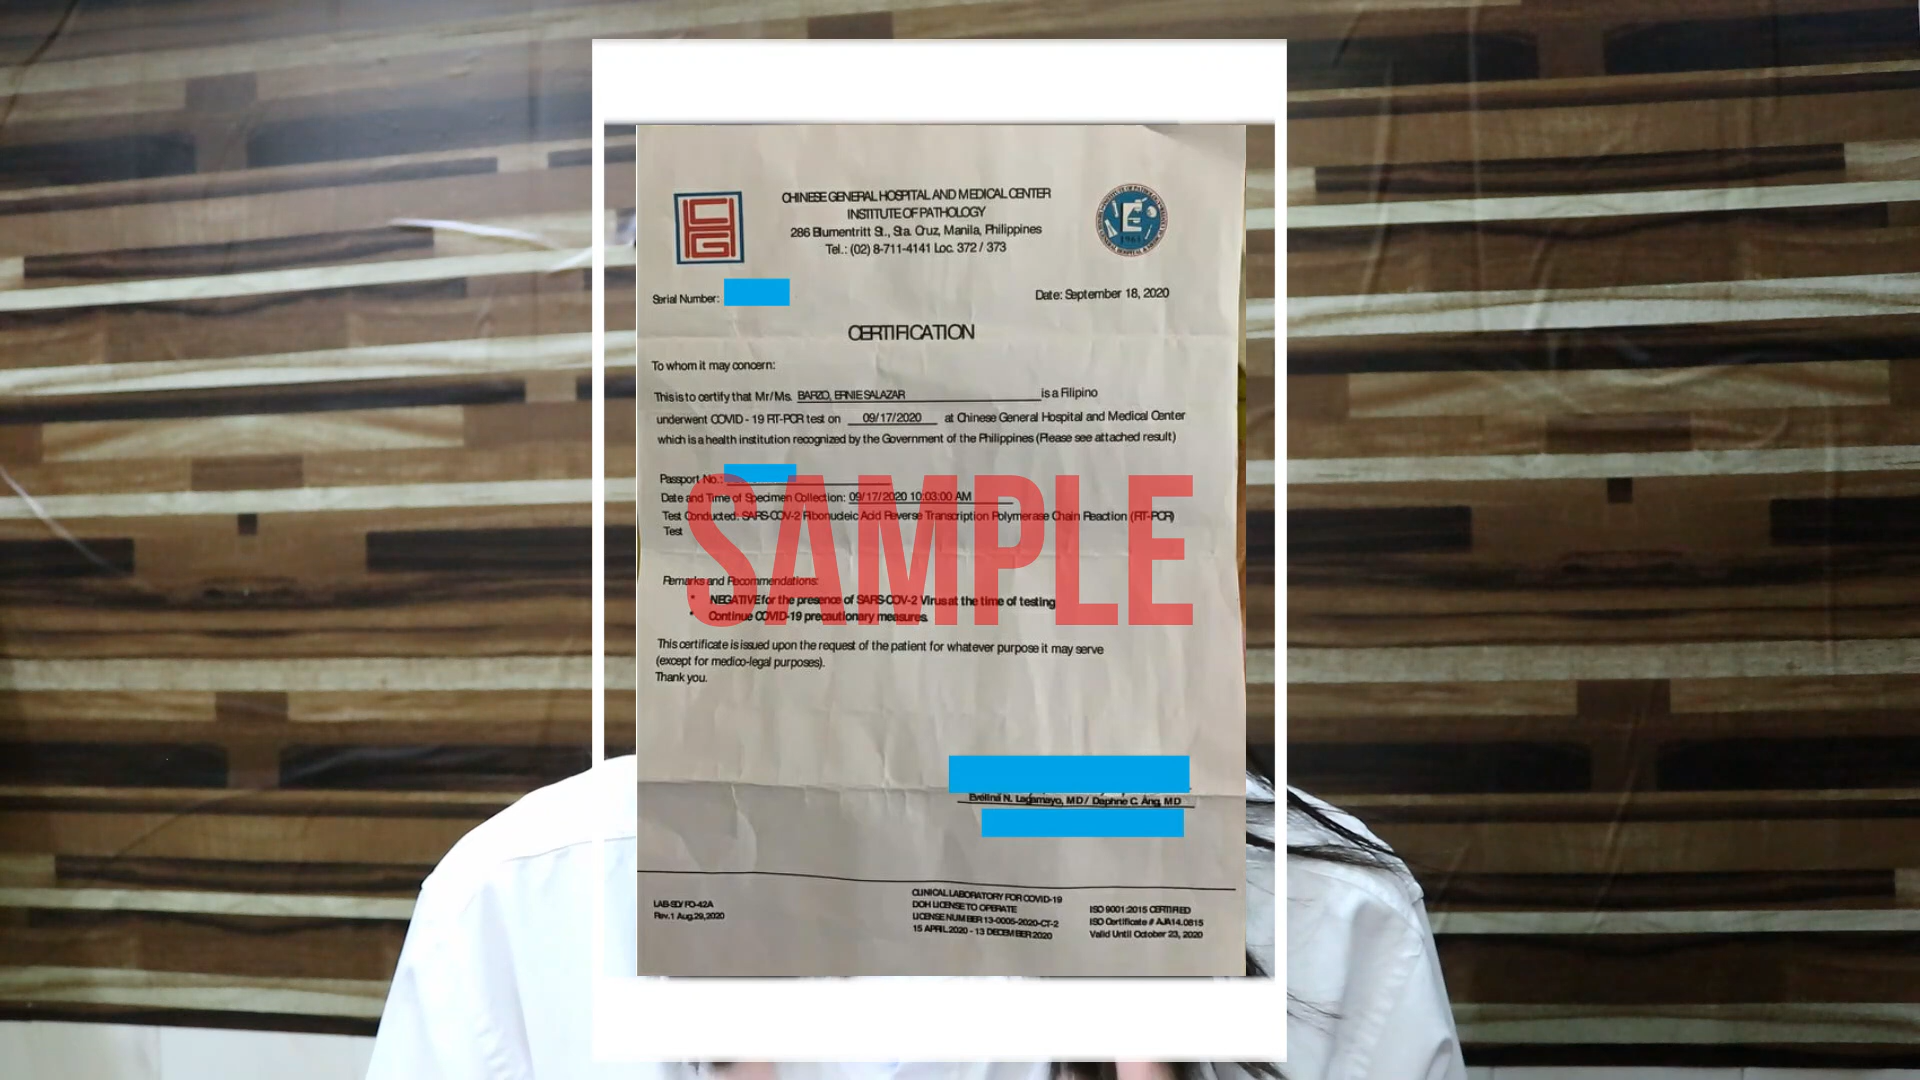 CHINESE GENERAL HOSPITAL AND MEDICAL CENTER
INSTITUTE OF PATHOLOGY
286 Blumentritt St., Sta. Cruz, Manila, Philippines
Tel.: (02) 8-711-4141 Loc. 372 / 373
Serial Number:
Date: September 18, 2020
CERTIFICATION
To whom it may concern:
This is to certify that Mr/Ms. BARZO, ERNIE SALAZAR is a Filipino
underwent COVID - 19 RT-PCR test on 09/17/2020 at Chinese General Hospital and Medical Center
which is a health institution recognized by the Government of the Philippines (Please see attached result)
Passport No.:
Date and Time of Specimen Collection: 09/17/2020 10:03:00 AM
Test Conducted: SARS-COV-2 Ribonucleic Acid Reverse Transcription Polymerase Chain Reaction (RT-PCR)
Test
SAMPLE
Remarks and Recommendations:
* NEGATIVE for the presence of SARS-COV-2 Virus at the time of testing
* Continue COVID-19 precautionary measures.
This certificate is issued upon the request of the patient for whatever purpose it may serve
(except for medico-legal purposes).
Thank you.
Evelina N. Lagamayo, MD / Daphne C. Ang, MD
LAB-SD/ FO-42A
Rev.1 Aug.29,2020
CLINICAL LABORATORY FOR COVID-19
DOH LICENSE TO OPERATE
LICENSE NUMBER 13-0005-2020-CT-2
15 APRIL 2020 - 13 DECEMBER 2020
ISO 9001:2015 CERTIFIED
ISO Certificate # AJA14.0815
Valid Until October 23, 2020